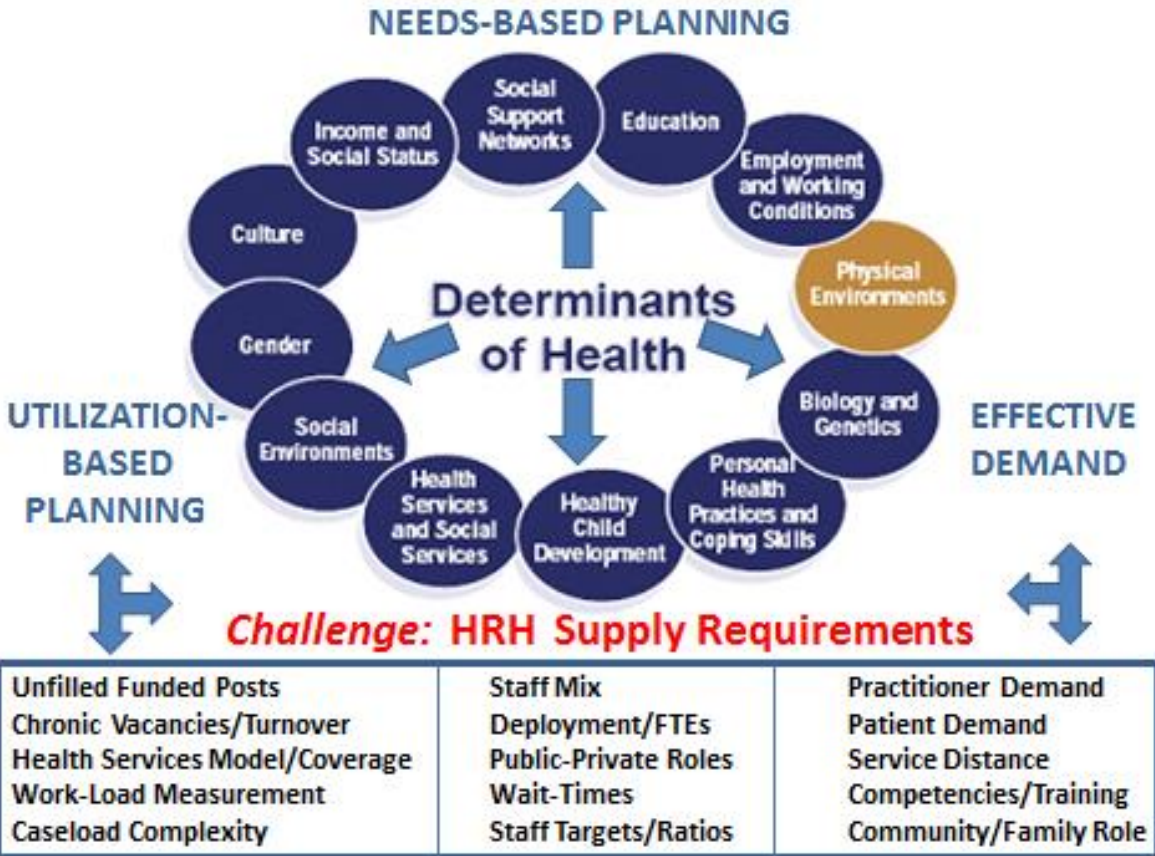 NEEDS-BASED PLANNING
Social
Support
Networks
Education
Income and
Social Status
Employment
and Working
Conditions
Culture
Physical
Environments
Determinants
of Health
Gender
Biology and
Genetics
UTILIZATION-
BASED
PLANNING
EFFECTIVE
DEMAND
Social
Environments
Health
Services
and Social
Services
Healthy
Child
Development
Personal
Health
Practices and
Coping Skills
Challenge: HRH Supply Requirements
Unfilled Funded Posts
Chronic Vacancies/Turnover
Health Services Model/Coverage
Work-Load Measurement
Caseload Complexity
Staff Mix
Deployment/FTEs
Public-Private Roles
Wait-Times
Staff Targets/Ratios
Practitioner Demand
Patient Demand
Service Distance
Competencies/Training
Community/Family Role